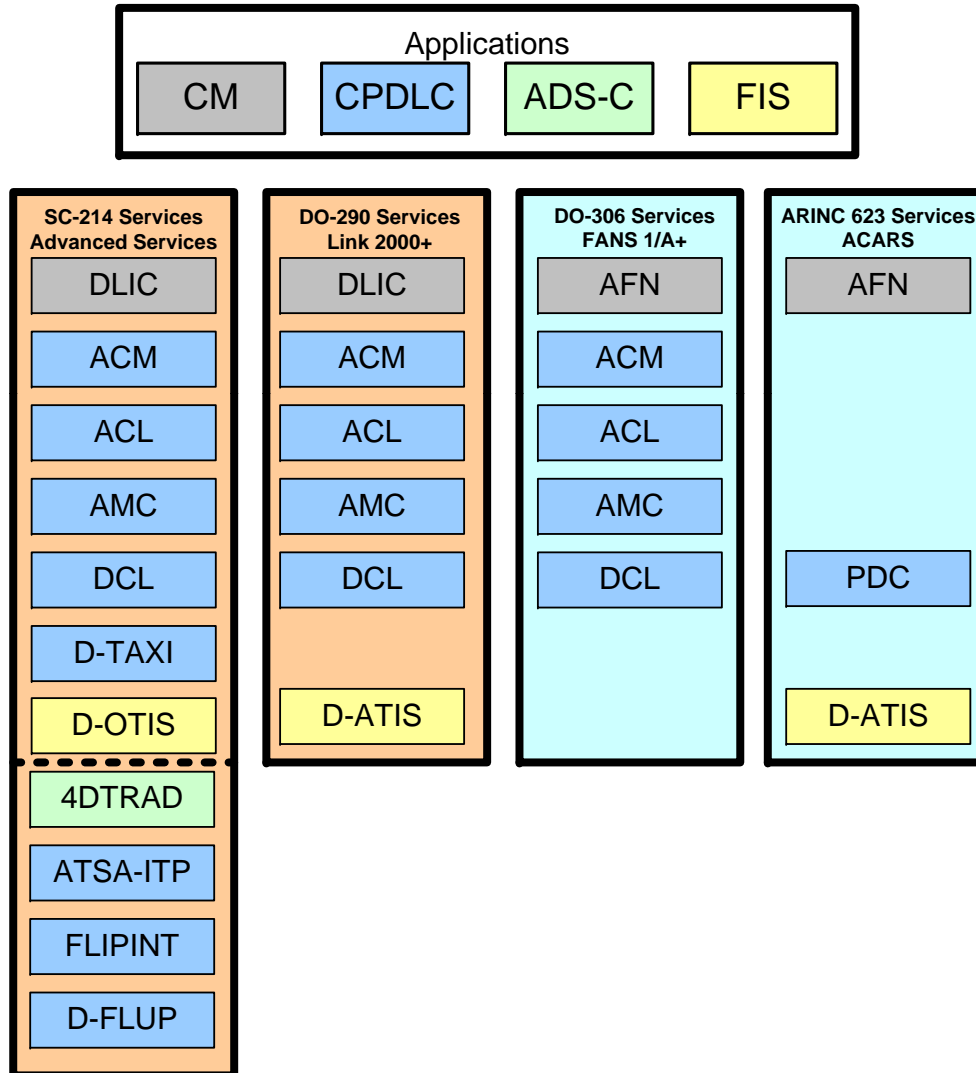 Applications
CM
CPDLC
ADS-C
FIS
SC-214 Services
Advanced Services
DLIC
ACM
ACL
AMC
DCL
D-TAXI
D-OTIS
4DTRAD
ATSA-ITP
FLIPINT
D-FLUP
DO-290 Services
Link 2000+
DLIC
ACM
ACL
AMC
DCL
D-ATIS
DO-306 Services
FANS 1/A+
AFN
ACM
ACL
AMC
DCL
ARINC 623 Services
ACARS
AFN
PDC
D-ATIS